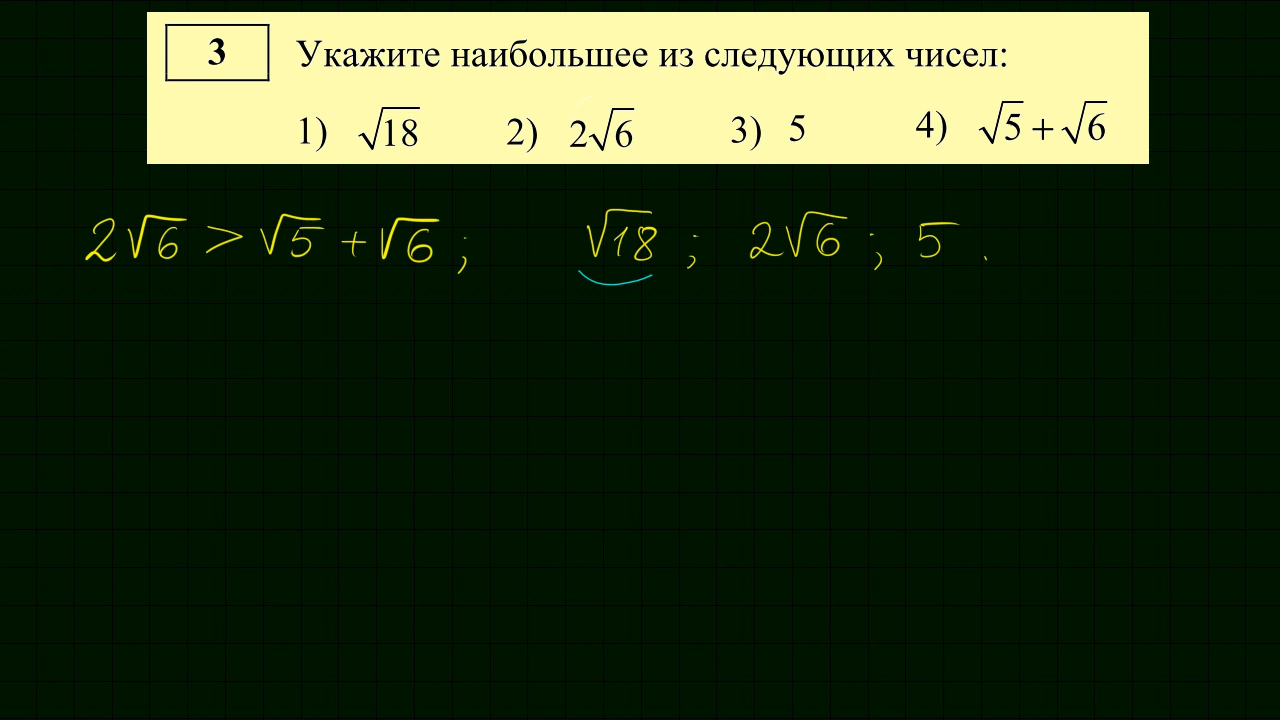 3 Укажите наибольшее из следующих чисел:
1) √18 2) 2√6 3) 5 4) √5 + √6
2√6 > √5 + √6 ; √18 ; 2√6 ; 5 .